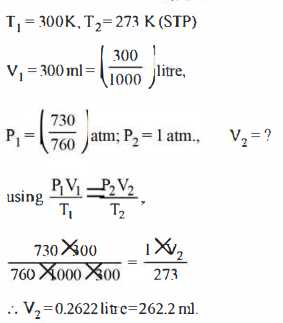 T₁ = 300K, T₂ = 273 K (STP)
V₁ = 300 ml = (300/1000) litre,
P₁ = (730/760) atm; P₂ = 1 atm., V₂ = ?
using P₁V₁/T₁ = P₂V₂/T₂,
730×300/760×1000×300 = 1×V₂/273
∴ V₂ = 0.2622 litre = 262.2 ml.